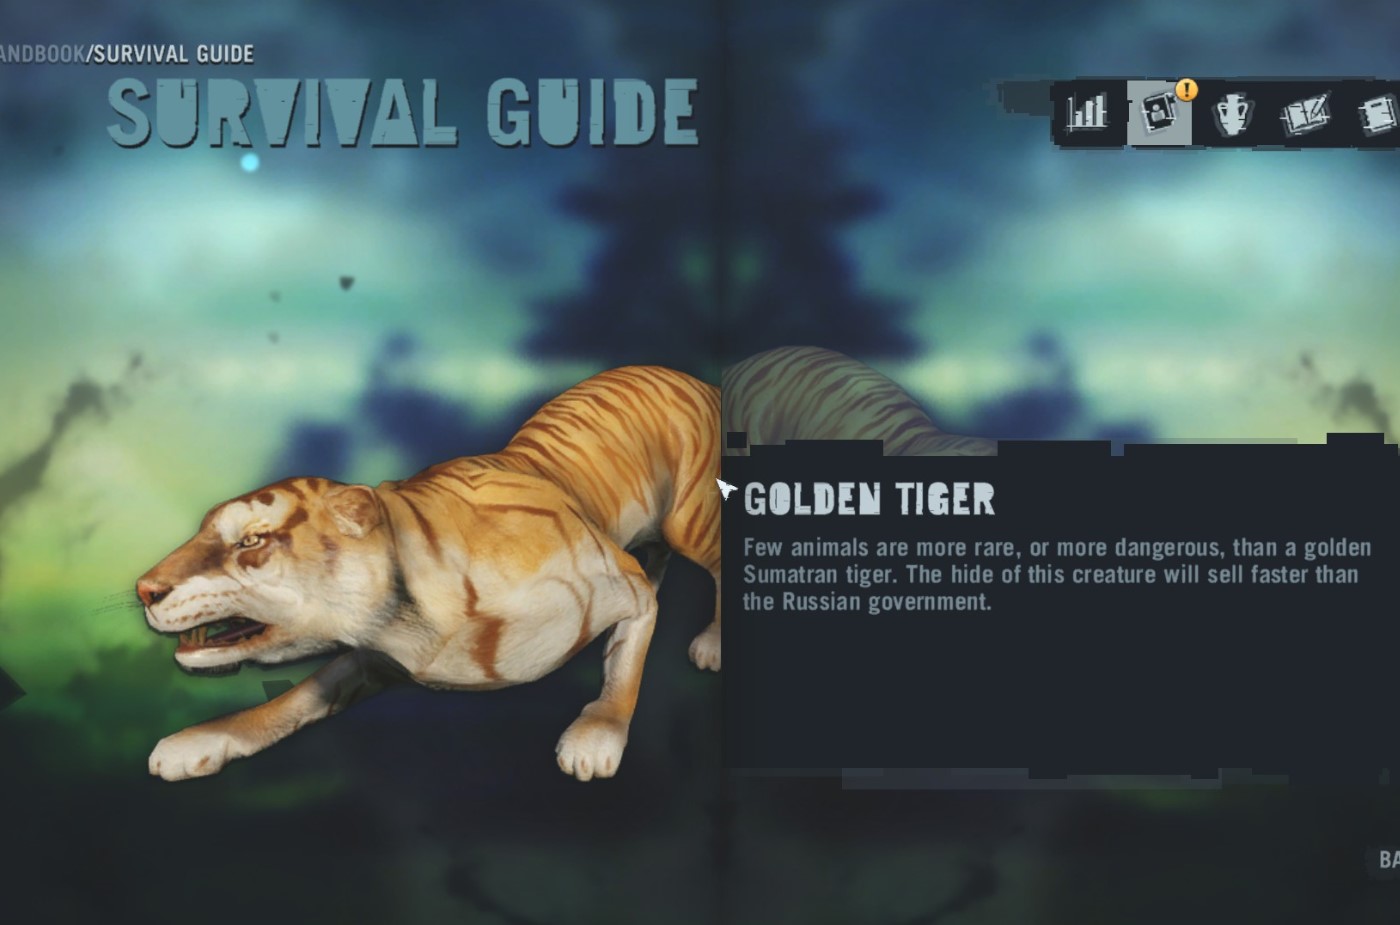 ANDBOOK/SURVIVAL GUIDE
SURVIVAL GUIDE
!
GOLDEN TIGER
Few animals are more rare, or more dangerous, than a golden
Sumatran tiger. The hide of this creature will sell faster than
the Russian government.
BA